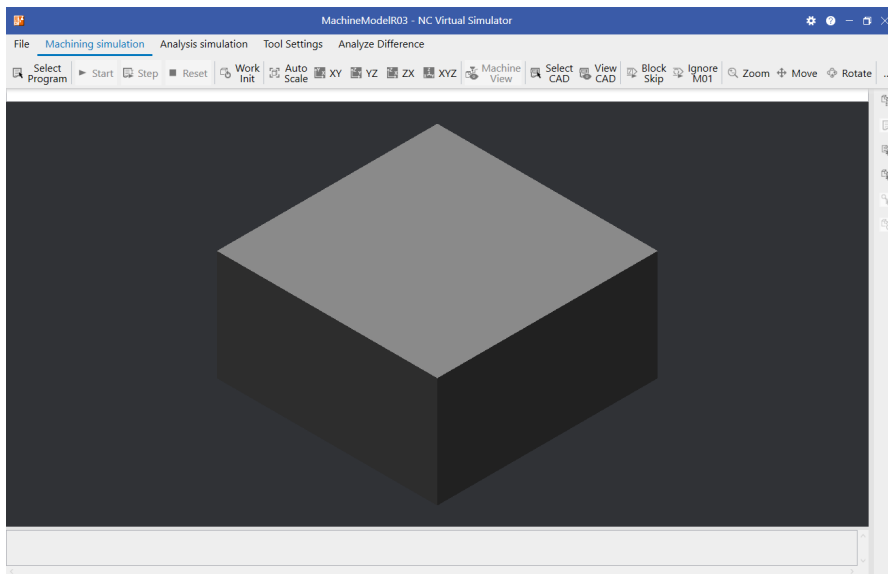 MachineModelR03 - NC Virtual Simulator
File Machining simulation Analysis simulation Tool Settings Analyze Difference
Select Program Start Step Reset Work Init Auto Scale XY YZ ZX XYZ Machine View Select CAD View CAD Block Skip Ignore M01 Zoom Move Rotate ...